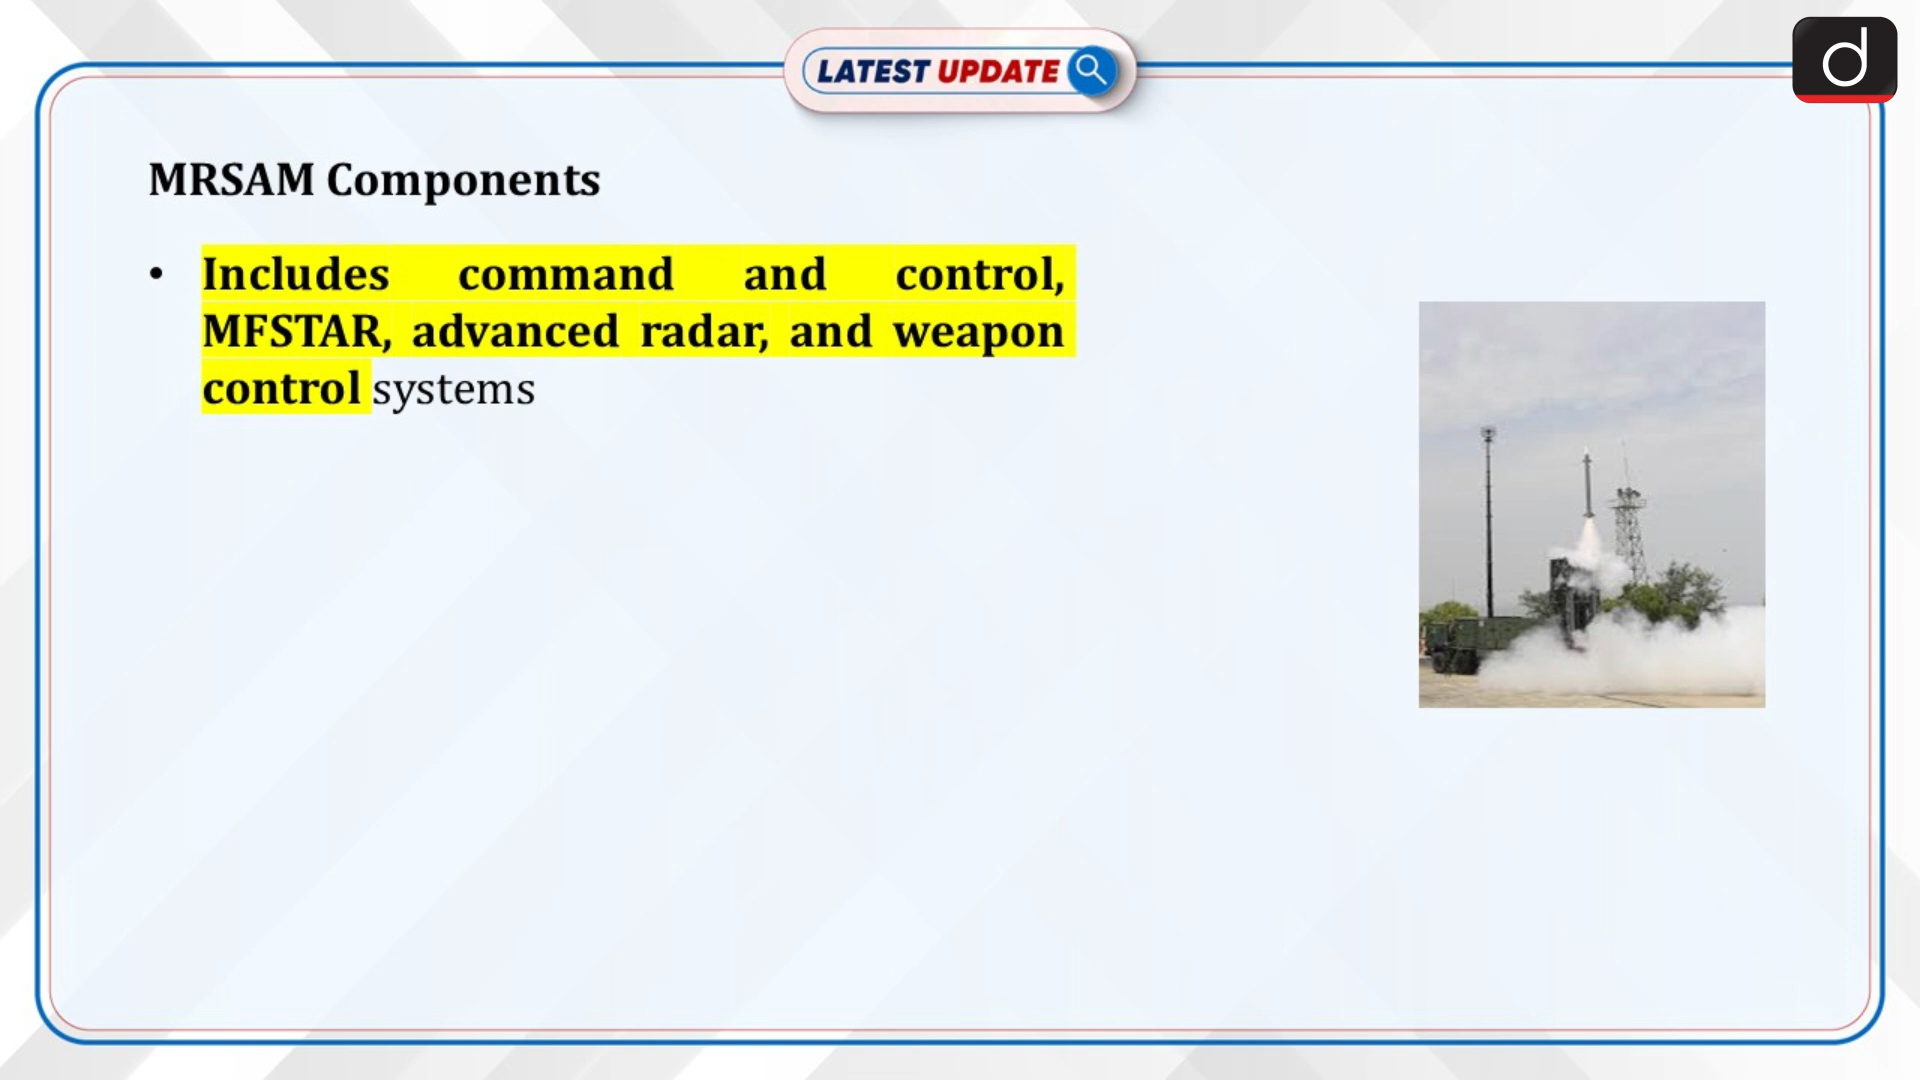 LATEST UPDATE
d
MRSAM Components
• Includes command and control,
MFSTAR, advanced radar, and weapon
control systems